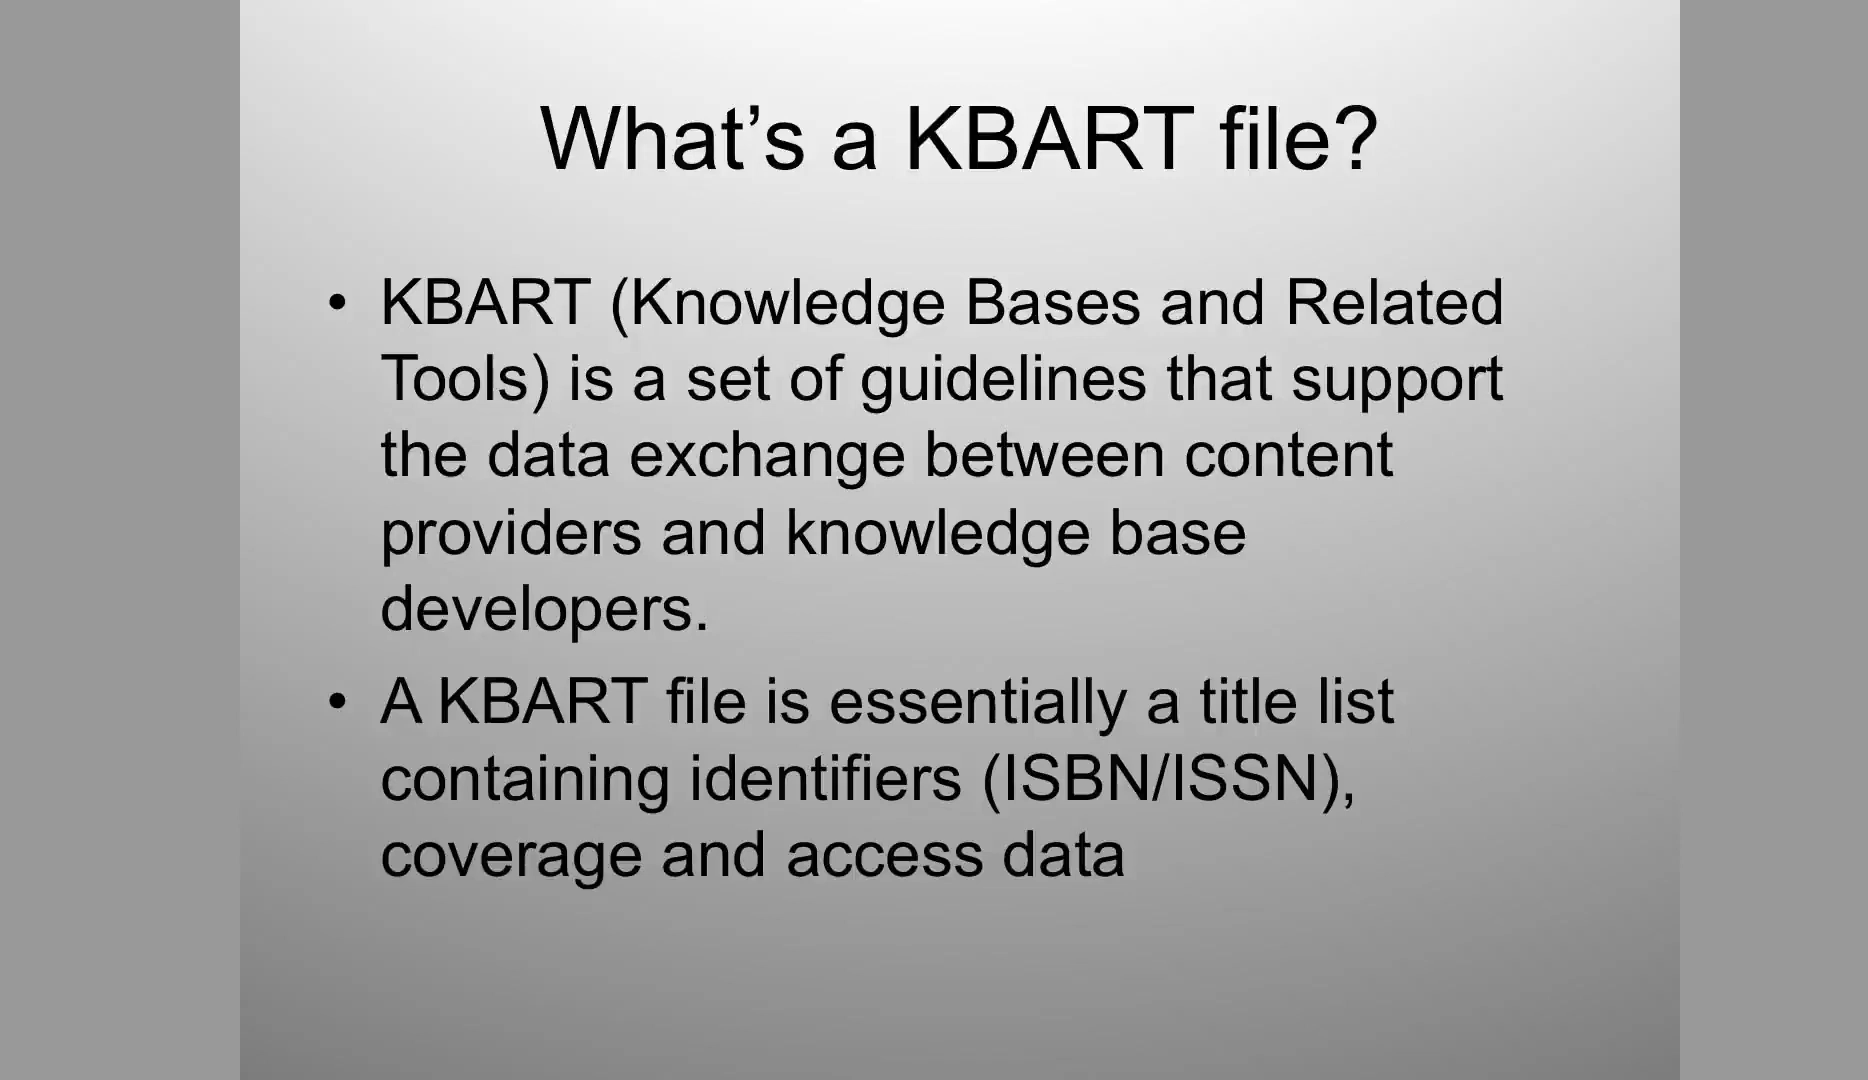 What’s a KBART file?
• KBART (Knowledge Bases and Related
Tools) is a set of guidelines that support
the data exchange between content
providers and knowledge base
developers.
• A KBART file is essentially a title list
containing identifiers (ISBN/ISSN),
coverage and access data